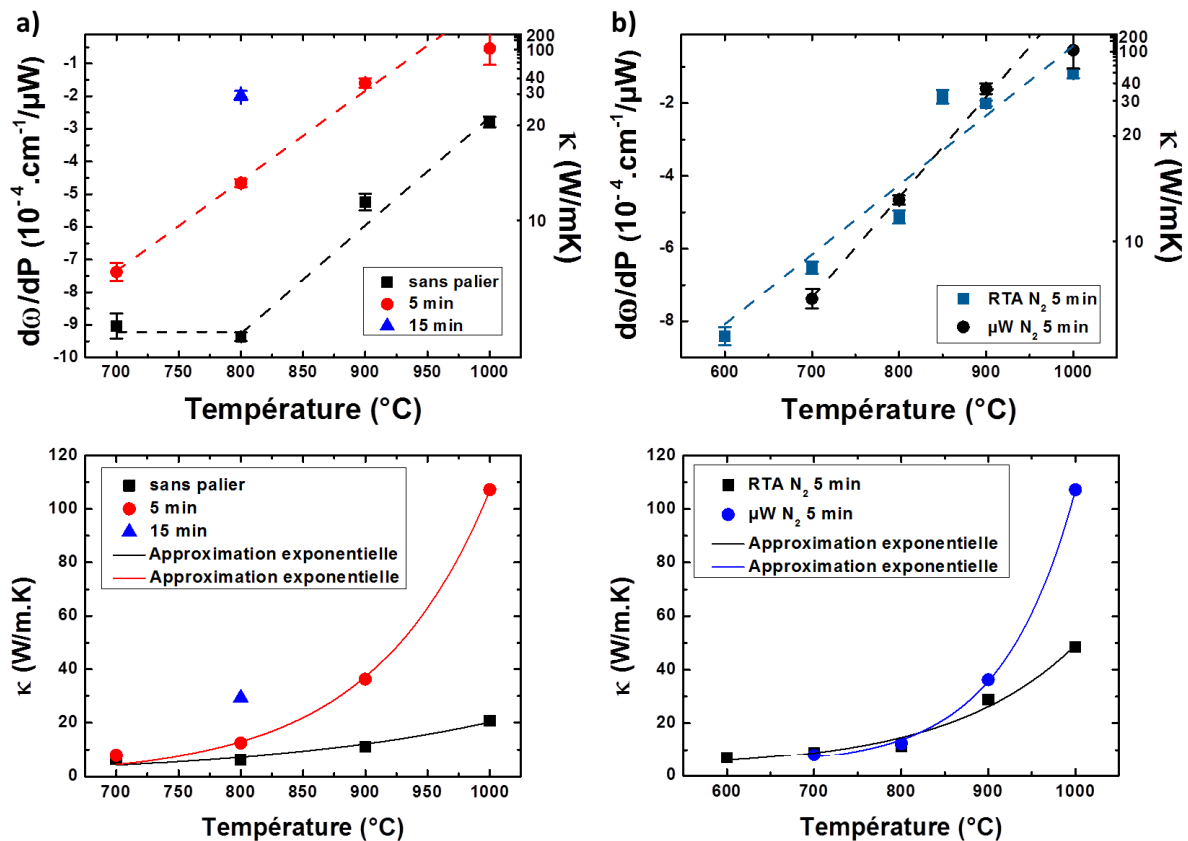 a)
dω/dP (10⁻⁴.cm⁻¹/µW)
-1
-2
-3
-4
-5
-6
-7
-8
-9
-10
200
100
40
30
20
10
κ (W/mK)
sans palier
5 min
15 min
700 750 800 850 900 950 1000
Température (°C)
b)
dω/dP (10⁻⁴.cm⁻¹/µW)
-2
-4
-6
-8
200
100
40
30
20
10
κ (W/mK)
RTA N₂ 5 min
µW N₂ 5 min
600 700 800 900 1000
Température (°C)
κ (W/m.K)
120
100
80
60
40
20
0
sans palier
5 min
15 min
Approximation exponentielle
Approximation exponentielle
700 750 800 850 900 950 1000
Température (°C)
κ (W/m.K)
120
100
80
60
40
20
0
RTA N₂ 5 min
µW N₂ 5 min
Approximation exponentielle
Approximation exponentielle
600 700 800 900 1000
Température (°C)